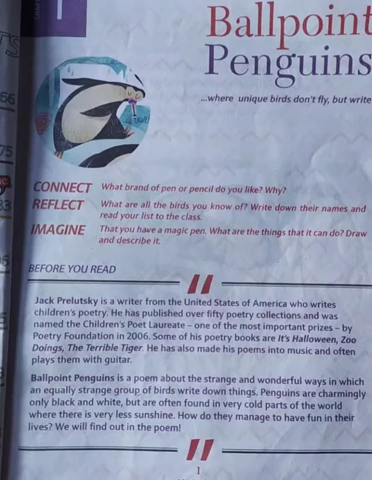 1
Ballpoint
Penguins
...where unique birds don't fly, but write
66
75
CONNECT What brand of pen or pencil do you like? Why?
REFLECT What are all the birds you know of? Write down their names and
read your list to the class.
IMAGINE That you have a magic pen. What are the things that it can do? Draw
and describe it.
BEFORE YOU READ
Jack Prelutsky is a writer from the United States of America who writes
children's poetry. He has published over fifty poetry collections and was
named the Children's Poet Laureate – one of the most important prizes – by
Poetry Foundation in 2006. Some of his poetry books are It's Halloween, Zoo
Doings, The Terrible Tiger. He has also made his poems into music and often
plays them with guitar.
Ballpoint Penguins is a poem about the strange and wonderful ways in which
an equally strange group of birds write down things. Penguins are charmingly
only black and white, but are often found in very cold parts of the world
where there is very less sunshine. How do they manage to have fun in their
lives? We will find out in the poem!
1